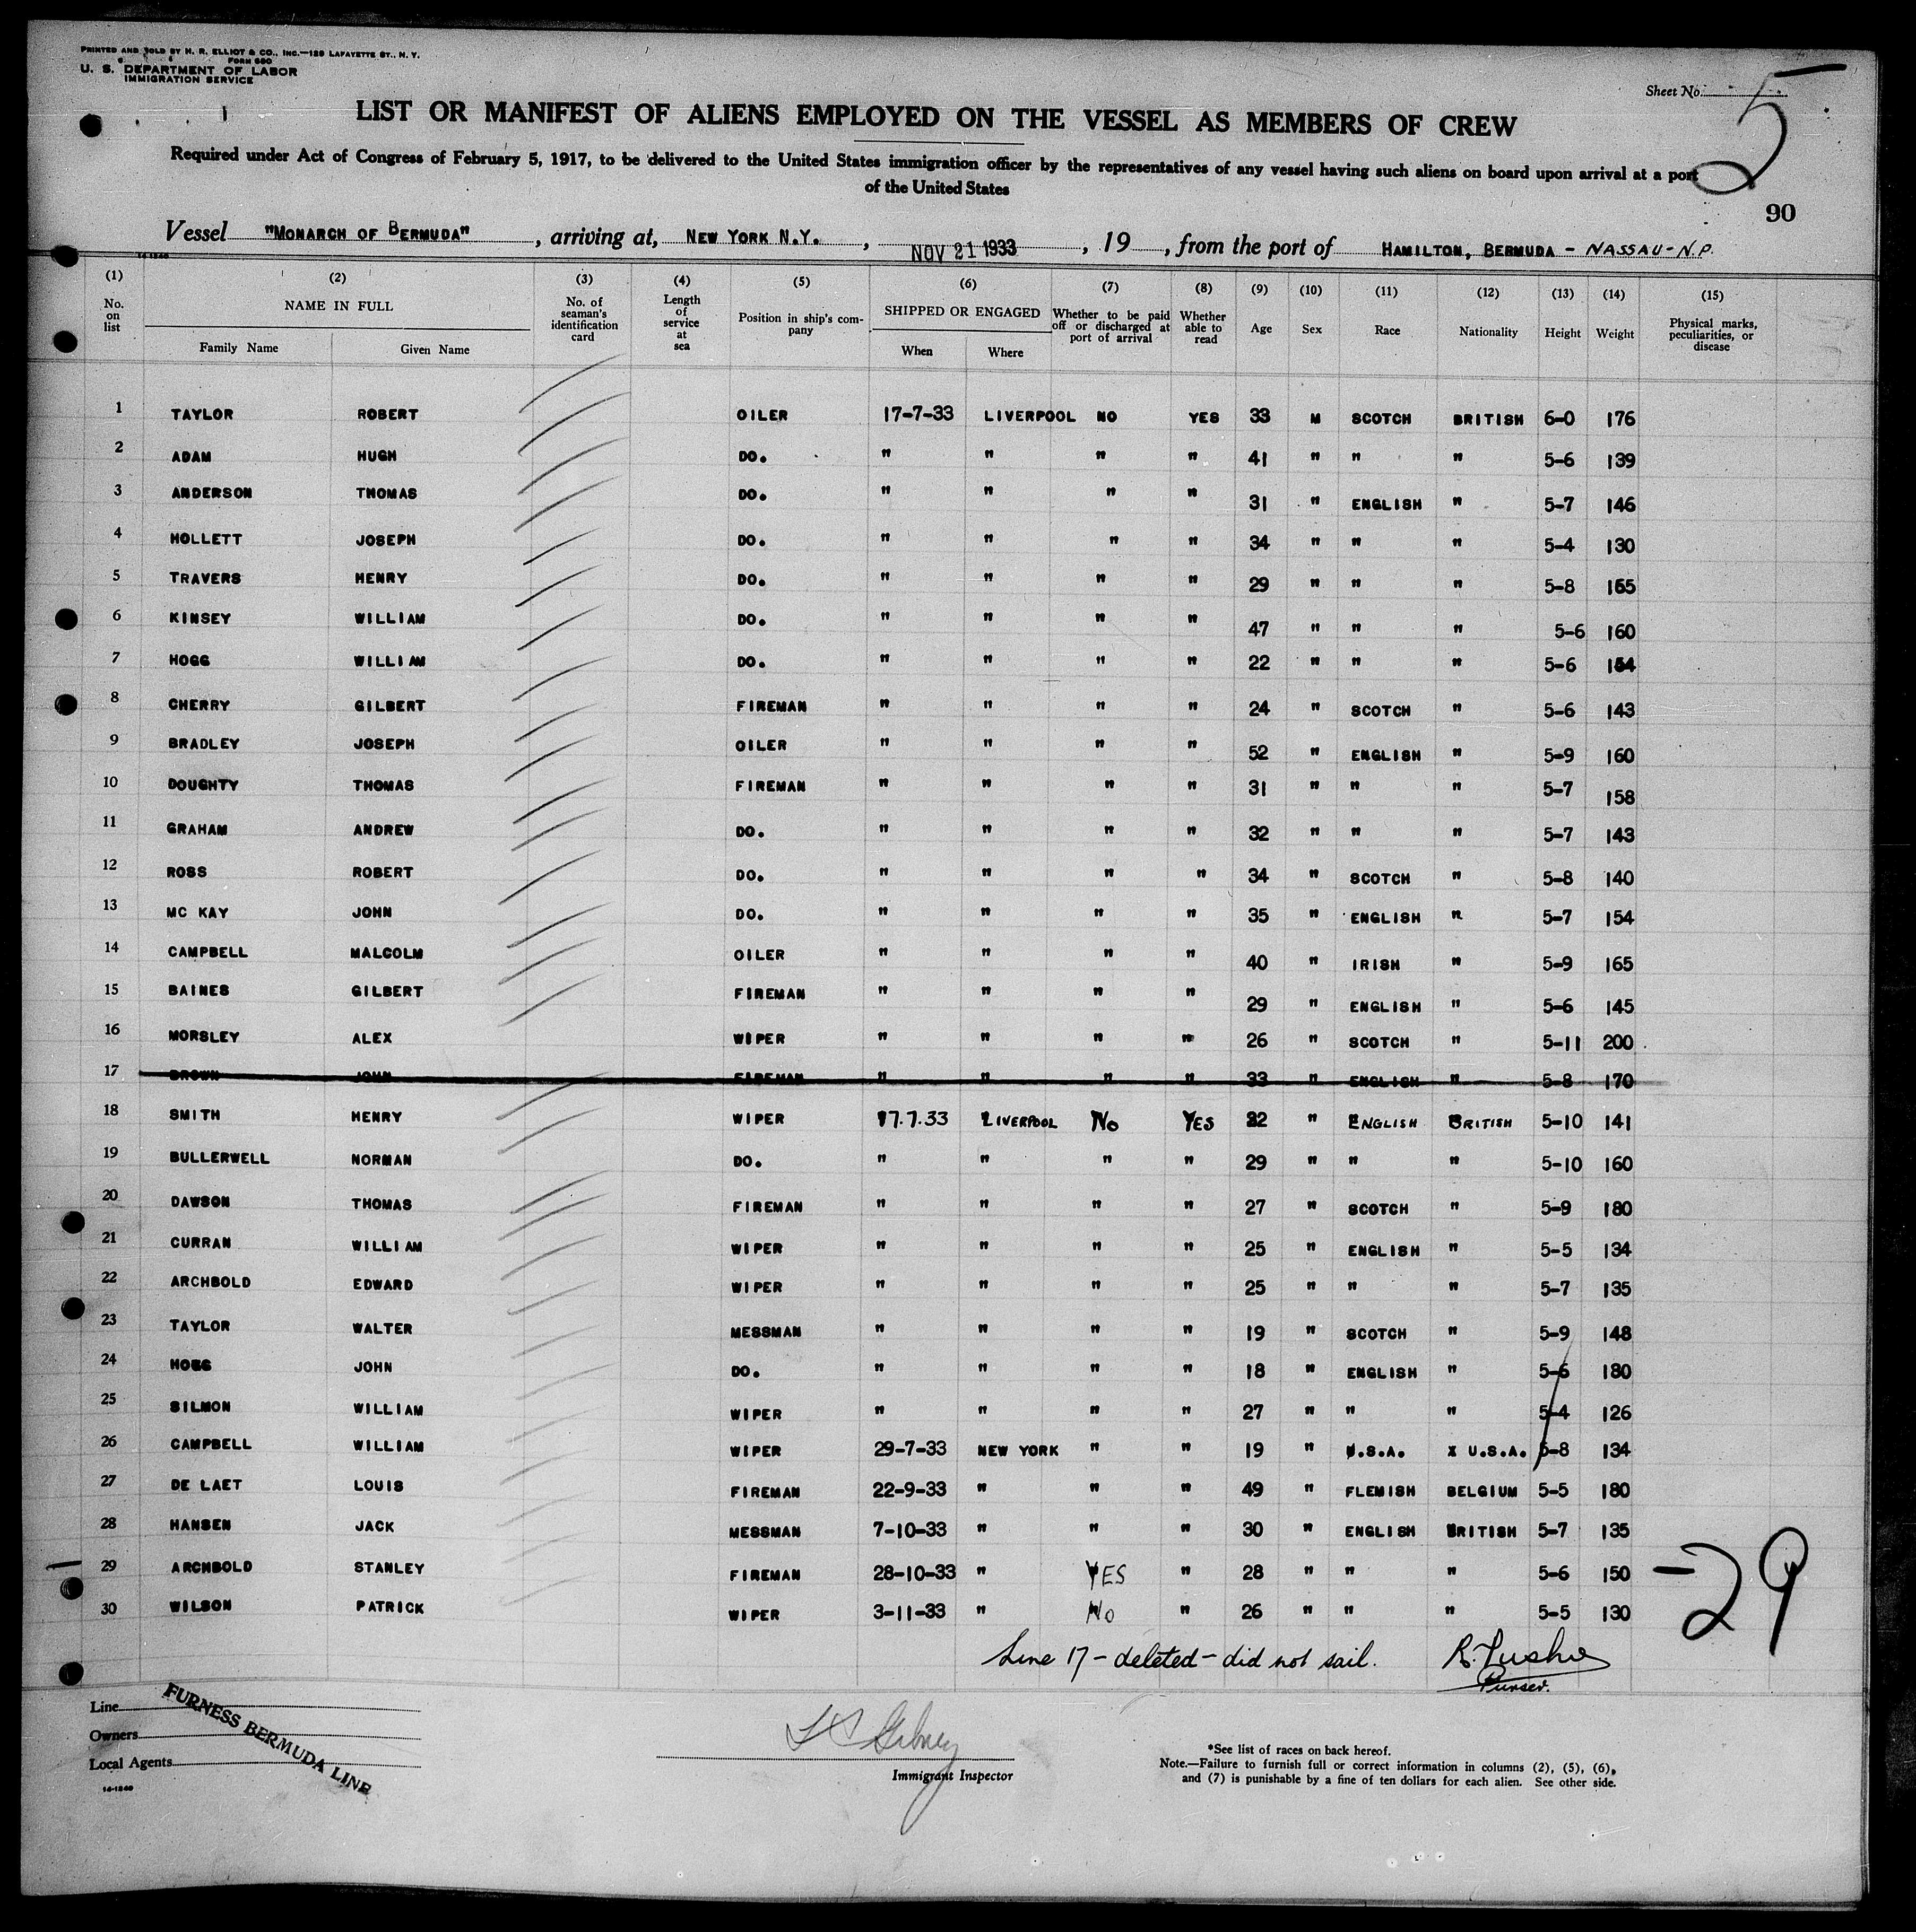 PRINTED AND SOLD BY H. R. ELLIOT & CO., INC.—129 LAFAYETTE ST., N. Y.
FORM 680
U. S. DEPARTMENT OF LABOR
IMMIGRATION SERVICE
Sheet No. 5
LIST OR MANIFEST OF ALIENS EMPLOYED ON THE VESSEL AS MEMBERS OF CREW
Required under Act of Congress of February 5, 1917, to be delivered to the United States immigration officer by the representatives of any vessel having such aliens on board upon arrival at a port
of the United States
90
Vessel "MONARCH OF BERMUDA", arriving at, NEW YORK N.Y., NOV 21 1933, 19 , from the port of HAMILTON, BERMUDA - NASSAU-N.P.
14-1240
(1) (2) (3) (4) (5) (6) (7) (8) (9) (10) (11) (12) (13) (14) (15)
No. on list NAME IN FULL No. of seaman's identification card Length of service at sea Position in ship's company SHIPPED OR ENGAGED Whether to be paid off or discharged at port of arrival Whether able to read Age Sex Race Nationality Height Weight Physical marks, peculiarities, or disease
Family Name Given Name When Where
1 TAYLOR ROBERT OILER 17-7-33 LIVERPOOL NO YES 33 M SCOTCH BRITISH 6-0 176
2 ADAM HUGH DO. " " " " 41 " " " 5-6 139
3 ANDERSON THOMAS DO. " " " " 31 " ENGLISH " 5-7 146
4 HOLLETT JOSEPH DO. " " " " 34 " " " 5-4 130
5 TRAVERS HENRY DO. " " " " 29 " " " 5-8 165
6 KINSEY WILLIAM DO. " " " " 47 " " " 5-6 160
7 HOGG WILLIAM DO. " " " " 22 " " " 5-6 154
8 CHERRY GILBERT FIREMAN " " " " 24 " SCOTCH " 5-6 143
9 BRADLEY JOSEPH OILER " " " " 52 " ENGLISH " 5-9 160
10 DOUGHTY THOMAS FIREMAN " " " " 31 " " " 5-7 158
11 GRAHAM ANDREW DO. " " " " 32 " " " 5-7 143
12 ROSS ROBERT DO. " " " " 34 " SCOTCH " 5-8 140
13 MC KAY JOHN DO. " " " " 35 " ENGLISH " 5-7 154
14 CAMPBELL MALCOLM OILER " " " " 40 " IRISH " 5-9 165
15 BAINES GILBERT FIREMAN " " " " 29 " ENGLISH " 5-6 145
16 MORSLEY ALEX WIPER " " " " 26 " SCOTCH " 5-11 200
17 BROWN JOHN FIREMAN " " " " 33 " ENGLISH " 5-8 170
18 SMITH HENRY WIPER 17.7.33 LIVERPOOL No YES 32 " ENGLISH BRITISH 5-10 141
19 BULLERWELL NORMAN DO. " " " " 29 " " " 5-10 160
20 DAWSON THOMAS FIREMAN " " " " 27 " SCOTCH " 5-9 180
21 CURRAN WILLIAM WIPER " " " " 25 " ENGLISH " 5-5 134
22 ARCHBOLD EDWARD WIPER " " " " 25 " " " 5-7 135
23 TAYLOR WALTER MESSMAN " " " " 19 " SCOTCH " 5-9 148
24 HOGG JOHN DO. " " " " 18 " ENGLISH " 5-6 180
25 SILMON WILLIAM WIPER " " " " 27 " " " 5-4 126
26 CAMPBELL WILLIAM WIPER 29-7-33 NEW YORK " " 19 " U.S.A. X U.S.A. 5-8 134
27 DE LAET LOUIS FIREMAN 22-9-33 " " " 49 " FLEMISH BELGIUM 5-5 180
28 HANSEN JACK MESSMAN 7-10-33 " " " 30 " ENGLISH BRITISH 5-7 135
29 ARCHBOLD STANLEY FIREMAN 28-10-33 " YES " 28 " " " 5-6 150
30 WILSON PATRICK WIPER 3-11-33 " No " 26 " " " 5-5 130
-29
Line 17 - deleted - did not sail.
Purser.
Line
Owners
Local Agents
FURNESS BERMUDA LINE
14-1240
Immigrant Inspector
*See list of races on back hereof.
Note.—Failure to furnish full or correct information in columns (2), (5), (6),
and (7) is punishable by a fine of ten dollars for each alien. See other side.